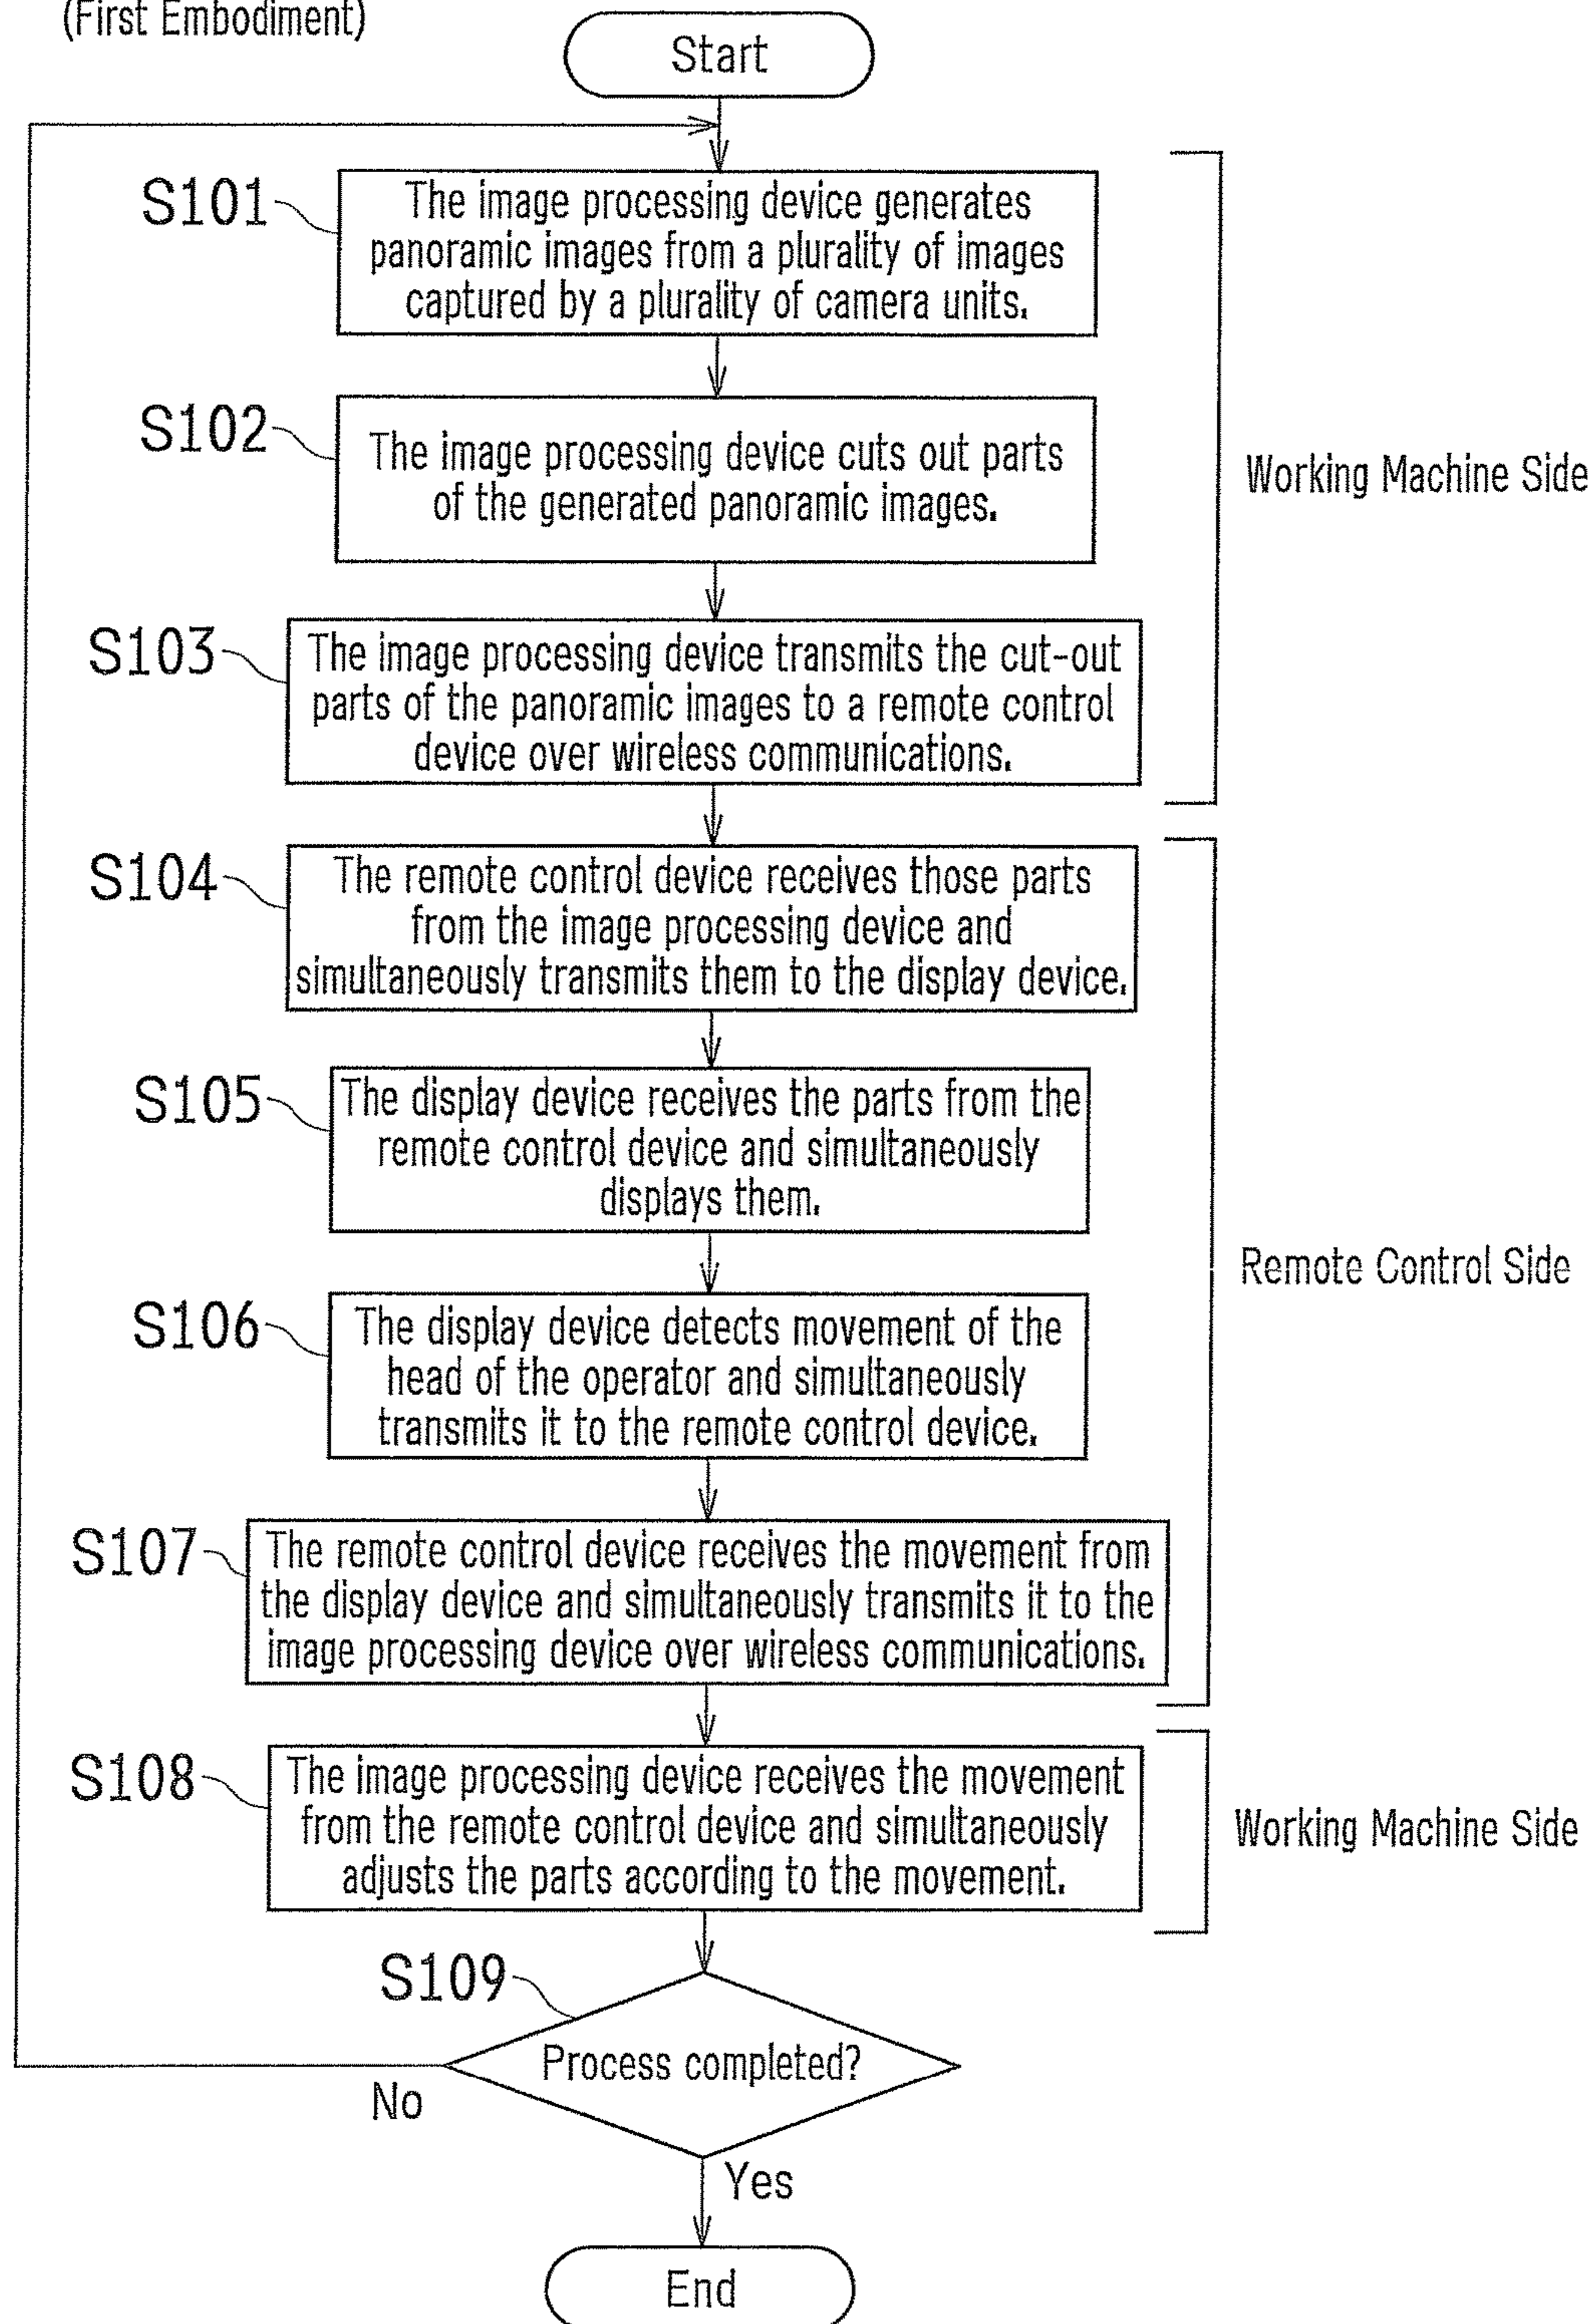 (First Embodiment)
Start
S101
The image processing device generates
panoramic images from a plurality of images
captured by a plurality of camera units.
S102
The image processing device cuts out parts
of the generated panoramic images.
Working Machine Side
S103
The image processing device transmits the cut-out
parts of the panoramic images to a remote control
device over wireless communications.
S104
The remote control device receives those parts
from the image processing device and
simultaneously transmits them to the display device.
S105
The display device receives the parts from the
remote control device and simultaneously
displays them.
Remote Control Side
S106
The display device detects movement of the
head of the operator and simultaneously
transmits it to the remote control device.
S107
The remote control device receives the movement from
the display device and simultaneously transmits it to the
image processing device over wireless communications.
S108
The image processing device receives the movement
from the remote control device and simultaneously
adjusts the parts according to the movement.
Working Machine Side
S109
Process completed?
No
Yes
End